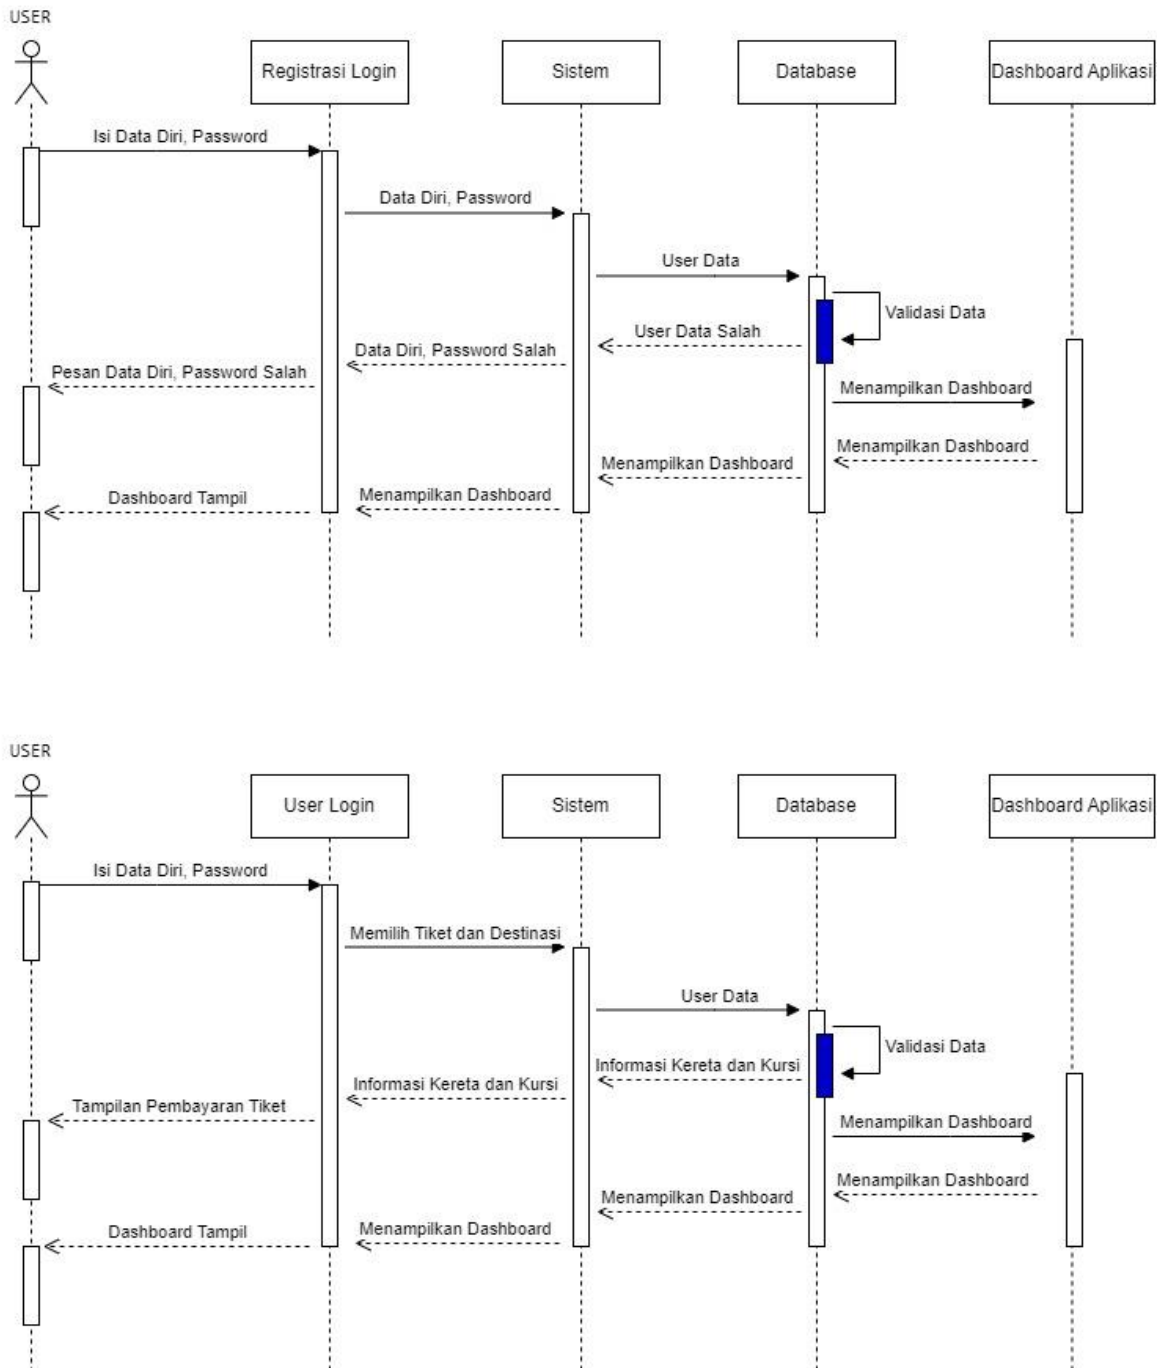 USER
Registrasi Login
Sistem
Database
Dashboard Aplikasi
Isi Data Diri, Password
Data Diri, Password
User Data
Validasi Data
User Data Salah
Data Diri, Password Salah
Pesan Data Diri, Password Salah
Menampilkan Dashboard
Menampilkan Dashboard
Menampilkan Dashboard
Menampilkan Dashboard
Dashboard Tampil
USER
User Login
Sistem
Database
Dashboard Aplikasi
Isi Data Diri, Password
Memilih Tiket dan Destinasi
User Data
Validasi Data
Informasi Kereta dan Kursi
Informasi Kereta dan Kursi
Tampilan Pembayaran Tiket
Menampilkan Dashboard
Menampilkan Dashboard
Menampilkan Dashboard
Menampilkan Dashboard
Dashboard Tampil